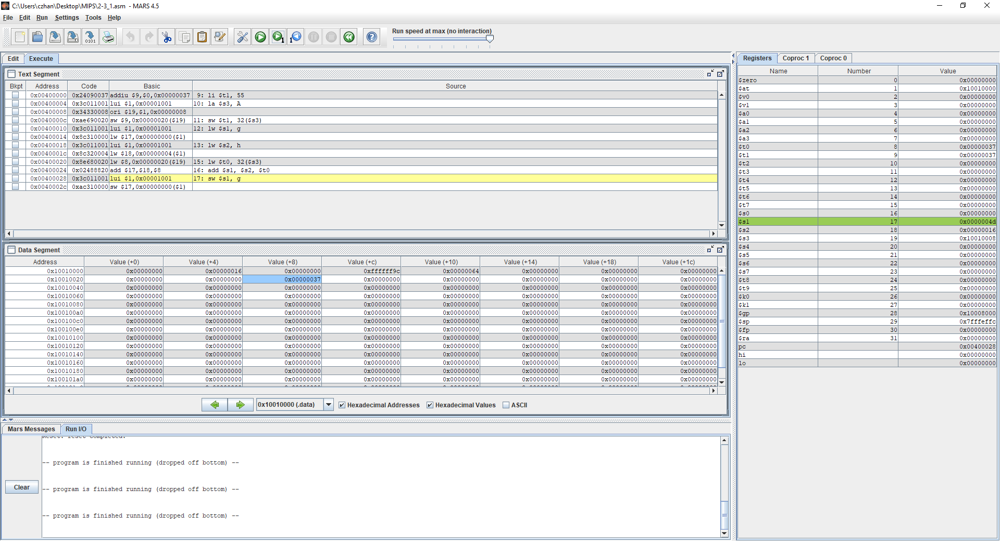 C:\Users\czhan\Desktop\MIPS\2-3_1.asm - MARS 4.5
File Edit Run Settings Tools Help
Run speed at max (no interaction)
Edit Execute
Text Segment
Bkpt Address Code Basic Source
0x00400000 0x24090037 addiu $9,$0,0x00000037 9: li $t1, 55
0x00400004 0x3c011001 lui $1,0x00001001 10: la $s3, A
0x00400008 0x34330008 ori $19,$1,0x00000008
0x0040000c 0xae690020 sw $9,0x00000020($19) 11: sw $t1, 32($s3)
0x00400010 0x3c011001 lui $1,0x00001001 12: lw $s1, g
0x00400014 0x8c310000 lw $17,0x00000000($1)
0x00400018 0x3c011001 lui $1,0x00001001 13: lw $s2, h
0x0040001c 0x8c320004 lw $18,0x00000004($1)
0x00400020 0x8e680020 lw $8,0x00000020($19) 15: lw $t0, 32($s3)
0x00400024 0x02488820 add $17,$18,$8 16: add $s1, $s2, $t0
0x00400028 0x3c011001 lui $1,0x00001001 17: sw $s1, g
0x0040002c 0xac310000 sw $17,0x00000000($1)
Data Segment
Address Value (+0) Value (+4) Value (+8) Value (+c) Value (+10) Value (+14) Value (+18) Value (+1c)
0x10010000 0x00000000 0x00000016 0x00000000 0xffffff9c 0x00000064 0x00000000 0x00000000 0x00000000
0x10010020 0x00000000 0x00000000 0x00000037 0x00000000 0x00000000 0x00000000 0x00000000 0x00000000
0x10010040 0x00000000 0x00000000 0x00000000 0x00000000 0x00000000 0x00000000 0x00000000 0x00000000
0x10010060 0x00000000 0x00000000 0x00000000 0x00000000 0x00000000 0x00000000 0x00000000 0x00000000
0x10010080 0x00000000 0x00000000 0x00000000 0x00000000 0x00000000 0x00000000 0x00000000 0x00000000
0x100100a0 0x00000000 0x00000000 0x00000000 0x00000000 0x00000000 0x00000000 0x00000000 0x00000000
0x100100c0 0x00000000 0x00000000 0x00000000 0x00000000 0x00000000 0x00000000 0x00000000 0x00000000
0x100100e0 0x00000000 0x00000000 0x00000000 0x00000000 0x00000000 0x00000000 0x00000000 0x00000000
0x10010100 0x00000000 0x00000000 0x00000000 0x00000000 0x00000000 0x00000000 0x00000000 0x00000000
0x10010120 0x00000000 0x00000000 0x00000000 0x00000000 0x00000000 0x00000000 0x00000000 0x00000000
0x10010140 0x00000000 0x00000000 0x00000000 0x00000000 0x00000000 0x00000000 0x00000000 0x00000000
0x10010160 0x00000000 0x00000000 0x00000000 0x00000000 0x00000000 0x00000000 0x00000000 0x00000000
0x10010180 0x00000000 0x00000000 0x00000000 0x00000000 0x00000000 0x00000000 0x00000000 0x00000000
0x100101a0 0x00000000 0x00000000 0x00000000 0x00000000 0x00000000 0x00000000 0x00000000 0x00000000
0x10010000 (.data) Hexadecimal Addresses Hexadecimal Values ASCII
Mars Messages Run I/O
Reset: reset completed.
-- program is finished running (dropped off bottom) --
-- program is finished running (dropped off bottom) --
-- program is finished running (dropped off bottom) --
Clear
Registers Coproc 1 Coproc 0
Name Number Value
$zero 0 0x00000000
$at 1 0x10010000
$v0 2 0x00000000
$v1 3 0x00000000
$a0 4 0x00000000
$a1 5 0x00000000
$a2 6 0x00000000
$a3 7 0x00000000
$t0 8 0x00000037
$t1 9 0x00000037
$t2 10 0x00000000
$t3 11 0x00000000
$t4 12 0x00000000
$t5 13 0x00000000
$t6 14 0x00000000
$t7 15 0x00000000
$s0 16 0x00000000
$s1 17 0x0000004d
$s2 18 0x00000016
$s3 19 0x10010008
$s4 20 0x00000000
$s5 21 0x00000000
$s6 22 0x00000000
$s7 23 0x00000000
$t8 24 0x00000000
$t9 25 0x00000000
$k0 26 0x00000000
$k1 27 0x00000000
$gp 28 0x10008000
$sp 29 0x7fffeffc
$fp 30 0x00000000
$ra 31 0x00000000
pc 0x00400028
hi 0x00000000
lo 0x00000000